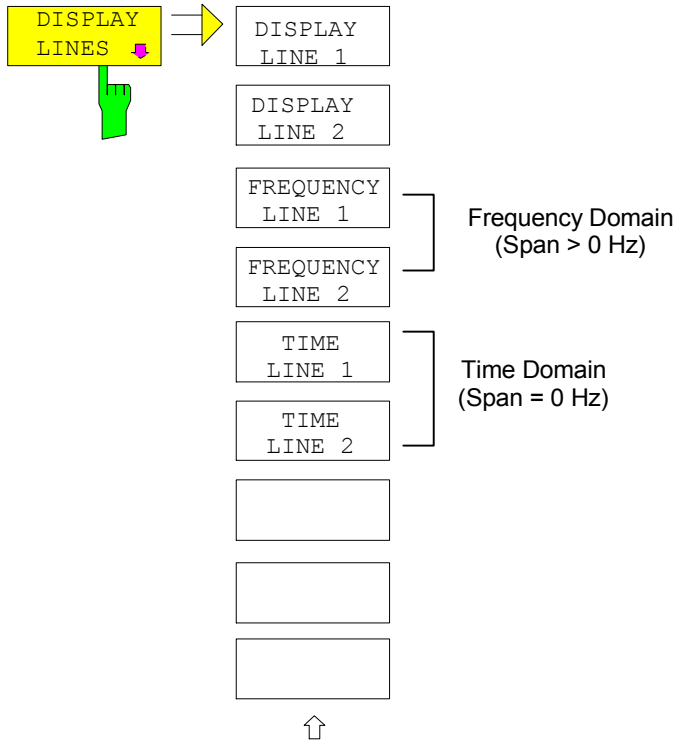 DISPLAY
LINES
DISPLAY
LINE 1
DISPLAY
LINE 2
FREQUENCY
LINE 1
FREQUENCY
LINE 2
Frequency Domain
(Span > 0 Hz)
TIME
LINE 1
TIME
LINE 2
Time Domain
(Span = 0 Hz)